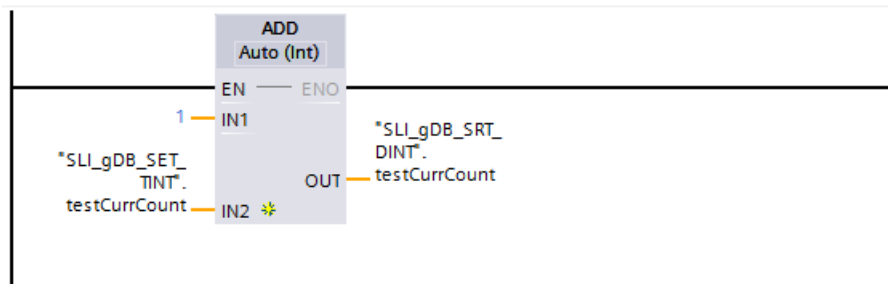 ADD
Auto (Int)
EN
ENO
1
IN1
"SLI_gDB_SRT_
DINT".
"SLI_gDB_SET_
TINT".
OUT
testCurrCount
testCurrCount
IN2